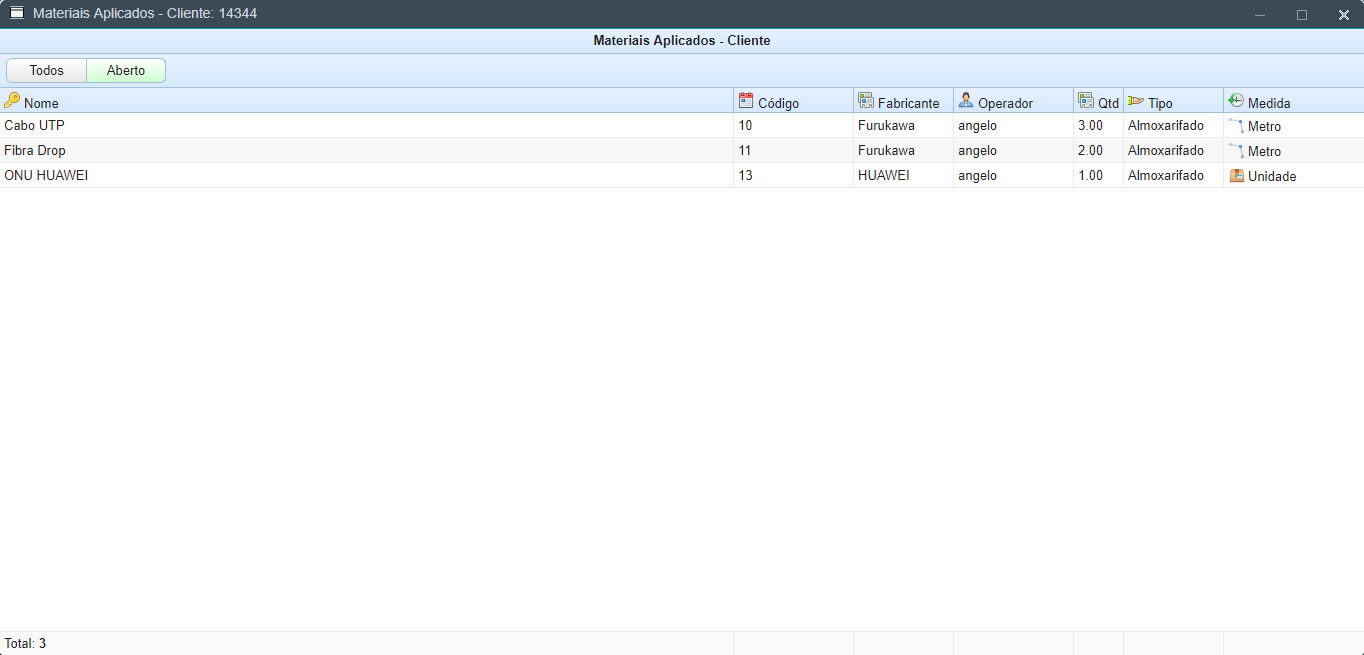 Materiais Aplicados - Cliente: 14344
Materiais Aplicados - Cliente
Todos Aberto
Nome Código Fabricante Operador Qtd Tipo Medida
Cabo UTP 10 Furukawa angelo 3.00 Almoxarifado Metro
Fibra Drop 11 Furukawa angelo 2.00 Almoxarifado Metro
ONU HUAWEI 13 HUAWEI angelo 1.00 Almoxarifado Unidade
Total: 3